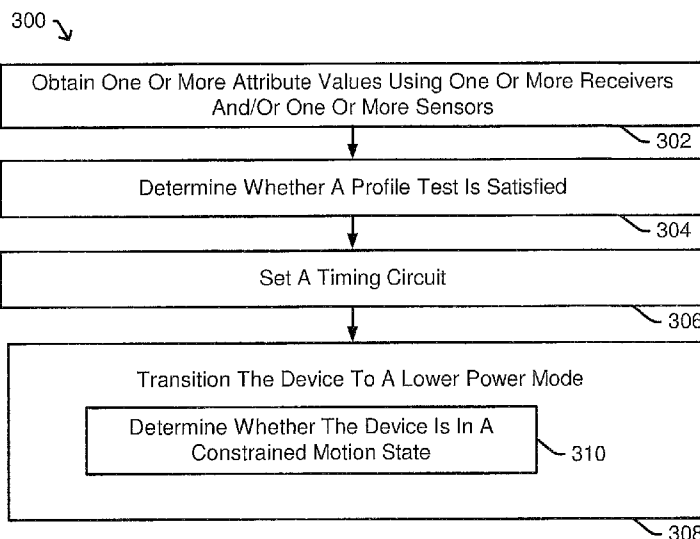 300
Obtain One Or More Attribute Values Using One Or More Receivers
And/Or One Or More Sensors
302
Determine Whether A Profile Test Is Satisfied
304
Set A Timing Circuit
306
Transition The Device To A Lower Power Mode
Determine Whether The Device Is In A
Constrained Motion State
310
308